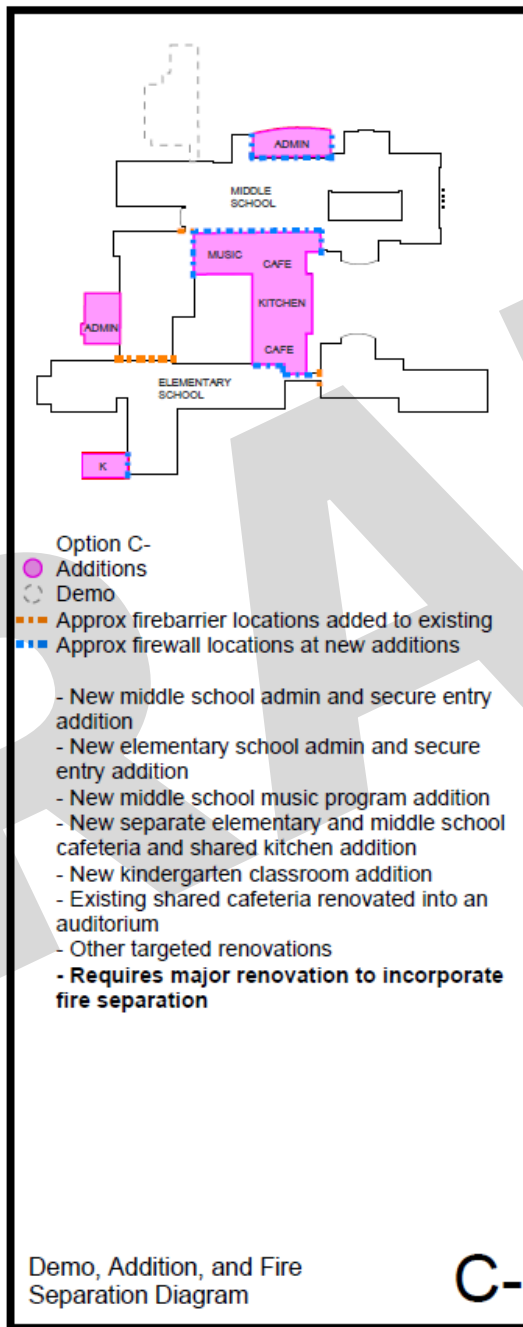 ADMIN
MIDDLE
SCHOOL
MUSIC
CAFE
KITCHEN
ADMIN
CAFE
ELEMENTARY
SCHOOL
K
Option C-
Additions
Demo
Approx firebarrier locations added to existing
Approx firewall locations at new additions
- New middle school admin and secure
entry
addition
- New elementary school admin and secure
entry addition
- New middle school music program addition
- New separate elementary and middle school
cafeteria and shared kitchen addition
- New kindergarten classroom addition
- Existing shared cafeteria renovated into an
auditorium
- Other targeted renovations
- Requires major renovation to incorporate
fire separation
Demo, Addition, and Fire
Separation Diagram
C-